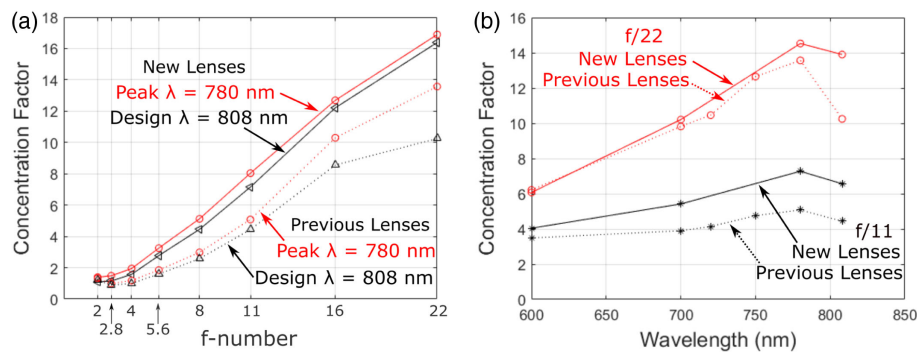 (a)
Concentration Factor
18
16
14
12
10
8
6
4
2
0
New Lenses
Peak λ = 780 nm
Design λ = 808 nm
Previous Lenses
Peak λ = 780 nm
Design λ = 808 nm
2 4 8 11 16 22
2.8 5.6
f-number
(b)
Concentration Factor
16
14
12
10
8
6
4
2
0
f/22
New Lenses
Previous Lenses
f/11
New Lenses
Previous Lenses
600 650 700 750 800 850
Wavelength (nm)